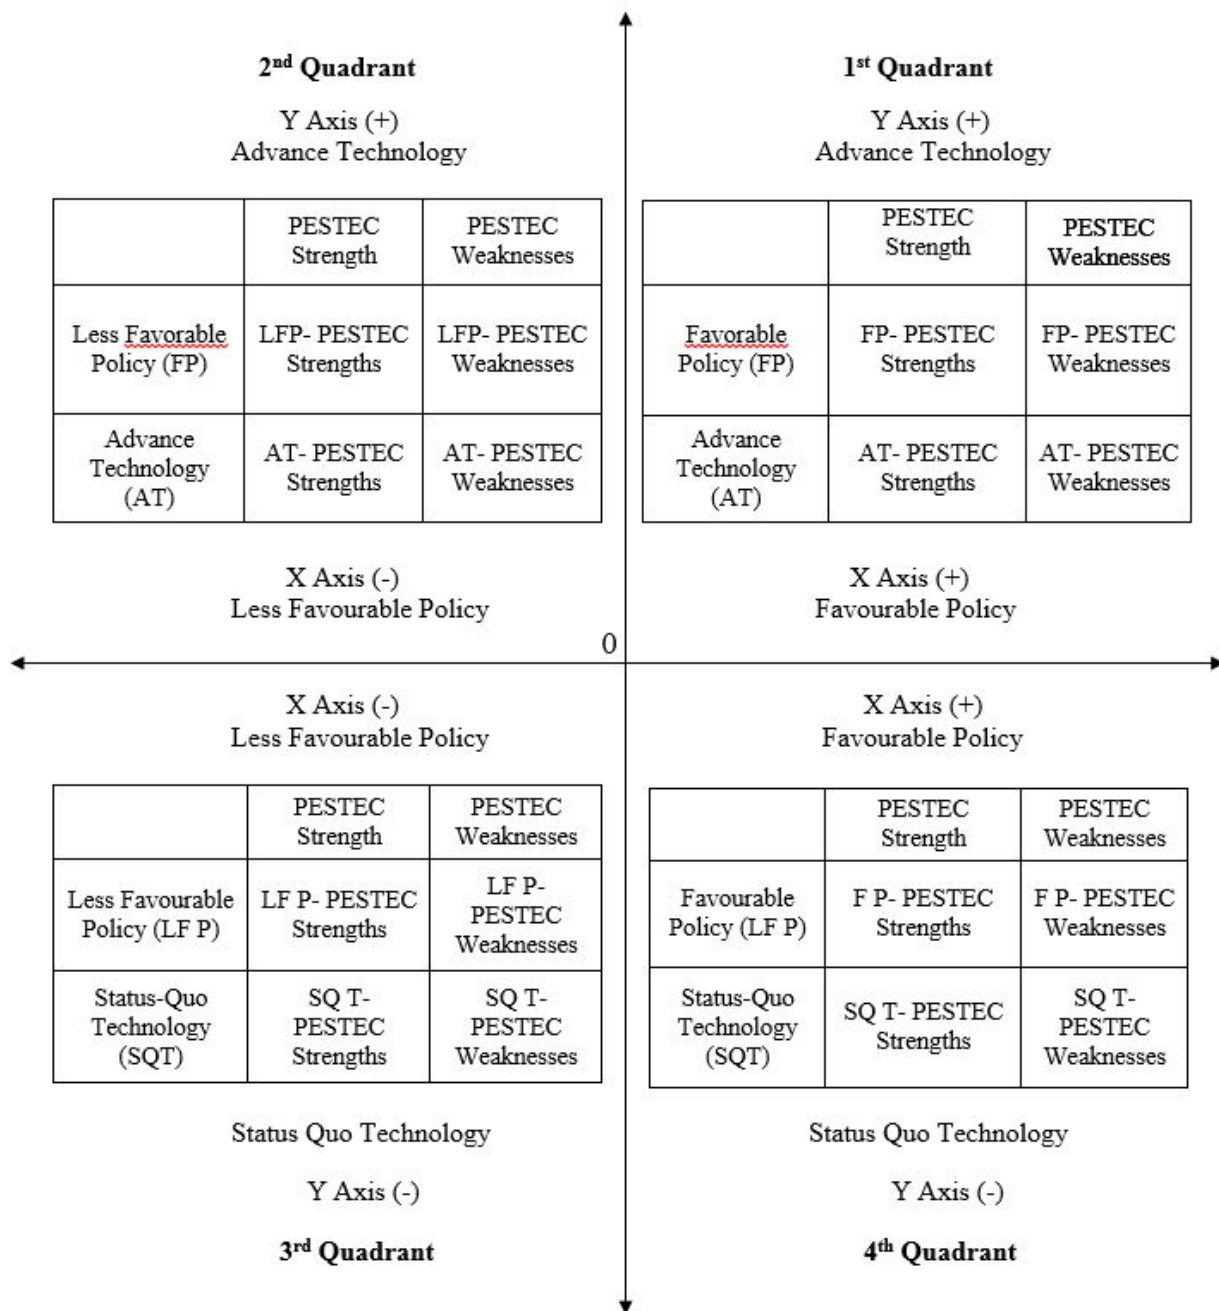 2nd Quadrant
Y Axis (+)
Advance Technology
PESTEC
Strength
PESTEC
Weaknesses
Less Favorable
Policy (FP)
LFP- PESTEC
Strengths
LFP- PESTEC
Weaknesses
Advance
Technology
(AT)
AT- PESTEC
Strengths
AT- PESTEC
Weaknesses
X Axis (-)
Less Favourable Policy
1st Quadrant
Y Axis (+)
Advance Technology
PESTEC
Strength
PESTEC
Weaknesses
Favorable
Policy (FP)
FP- PESTEC
Strengths
FP- PESTEC
Weaknesses
Advance
Technology
(AT)
AT- PESTEC
Strengths
AT- PESTEC
Weaknesses
X Axis (+)
Favourable Policy
0
X Axis (-)
Less Favourable Policy
PESTEC
Strength
PESTEC
Weaknesses
Less Favourable
Policy (LF P)
LF P- PESTEC
Strengths
LF P-
PESTEC
Weaknesses
Status-Quo
Technology
(SQT)
SQ T-
PESTEC
Strengths
SQ T-
PESTEC
Weaknesses
Status Quo Technology
Y Axis (-)
3rd Quadrant
X Axis (+)
Favourable Policy
PESTEC
Strength
PESTEC
Weaknesses
Favourable
Policy (LF P)
F P- PESTEC
Strengths
F P- PESTEC
Weaknesses
Status-Quo
Technology
(SQT)
SQ T- PESTEC
Strengths
SQ T-
PESTEC
Weaknesses
Status Quo Technology
Y Axis (-)
4th Quadrant